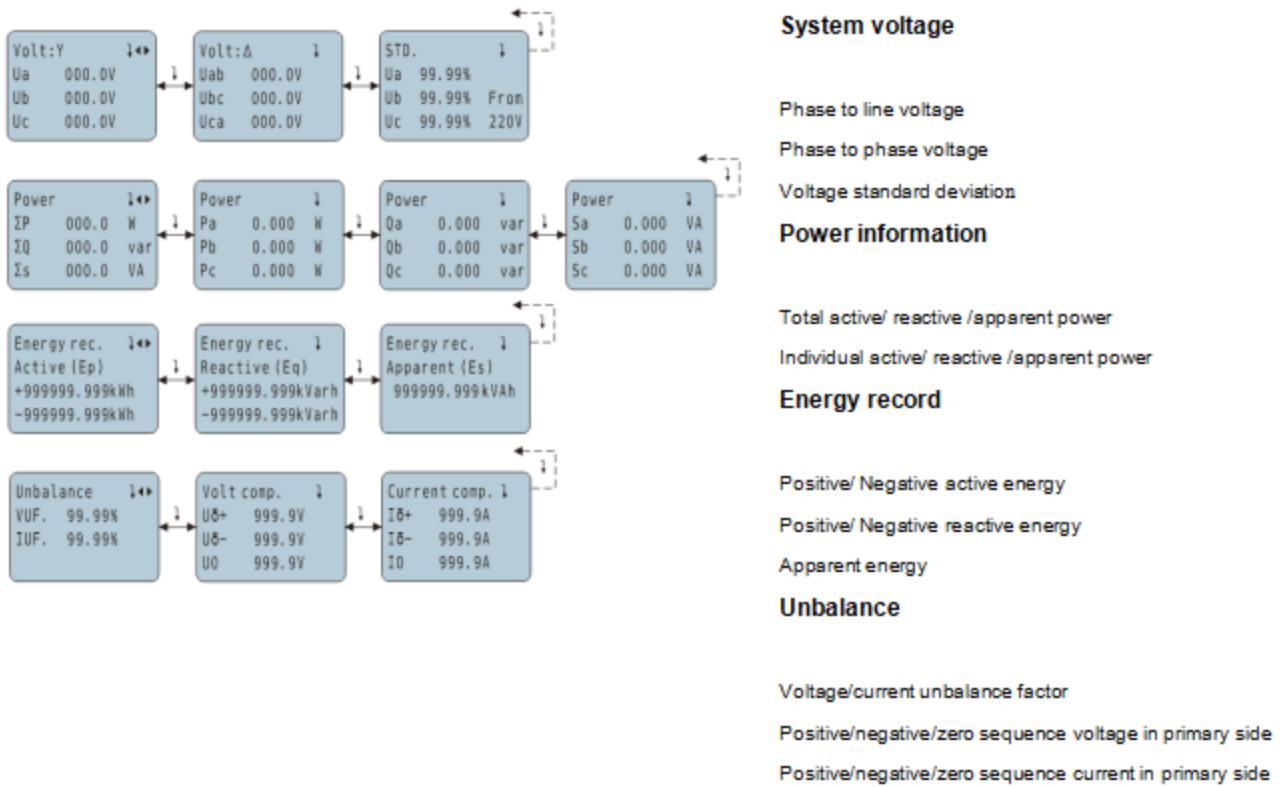 Volt:Y
Ua 000.0V
Ub 000.0V
Uc 000.0V
Volt:Δ
Uab 000.0V
Ubc 000.0V
Uca 000.0V
STD.
Ua 99.99%
Ub 99.99% From
Uc 99.99% 220V
System voltage
Phase to line voltage
Phase to phase voltage
Voltage standard deviation
Power
ΣP 000.0 W
ΣQ 000.0 var
Σs 000.0 VA
Power
Pa 0.000 W
Pb 0.000 W
Pc 0.000 W
Power
Qa 0.000 var
Qb 0.000 var
Qc 0.000 var
Power
Sa 0.000 VA
Sb 0.000 VA
Sc 0.000 VA
Power information
Total active/ reactive /apparent power
Individual active/ reactive /apparent power
Energy rec.
Active (Ep)
+999999.999kWh
-999999.999kWh
Energy rec.
Reactive (Eq)
+999999.999kVarh
-999999.999kVarh
Energy rec.
Apparent (Es)
999999.999kVAh
Energy record
Positive/ Negative active energy
Positive/ Negative reactive energy
Apparent energy
Unbalance
VUF. 99.99%
IUF. 99.99%
Volt comp.
Uδ+ 999.9V
Uδ- 999.9V
U0 999.9V
Current comp.
Iδ+ 999.9A
Iδ- 999.9A
I0 999.9A
Unbalance
Voltage/current unbalance factor
Positive/negative/zero sequence voltage in primary side
Positive/negative/zero sequence current in primary side